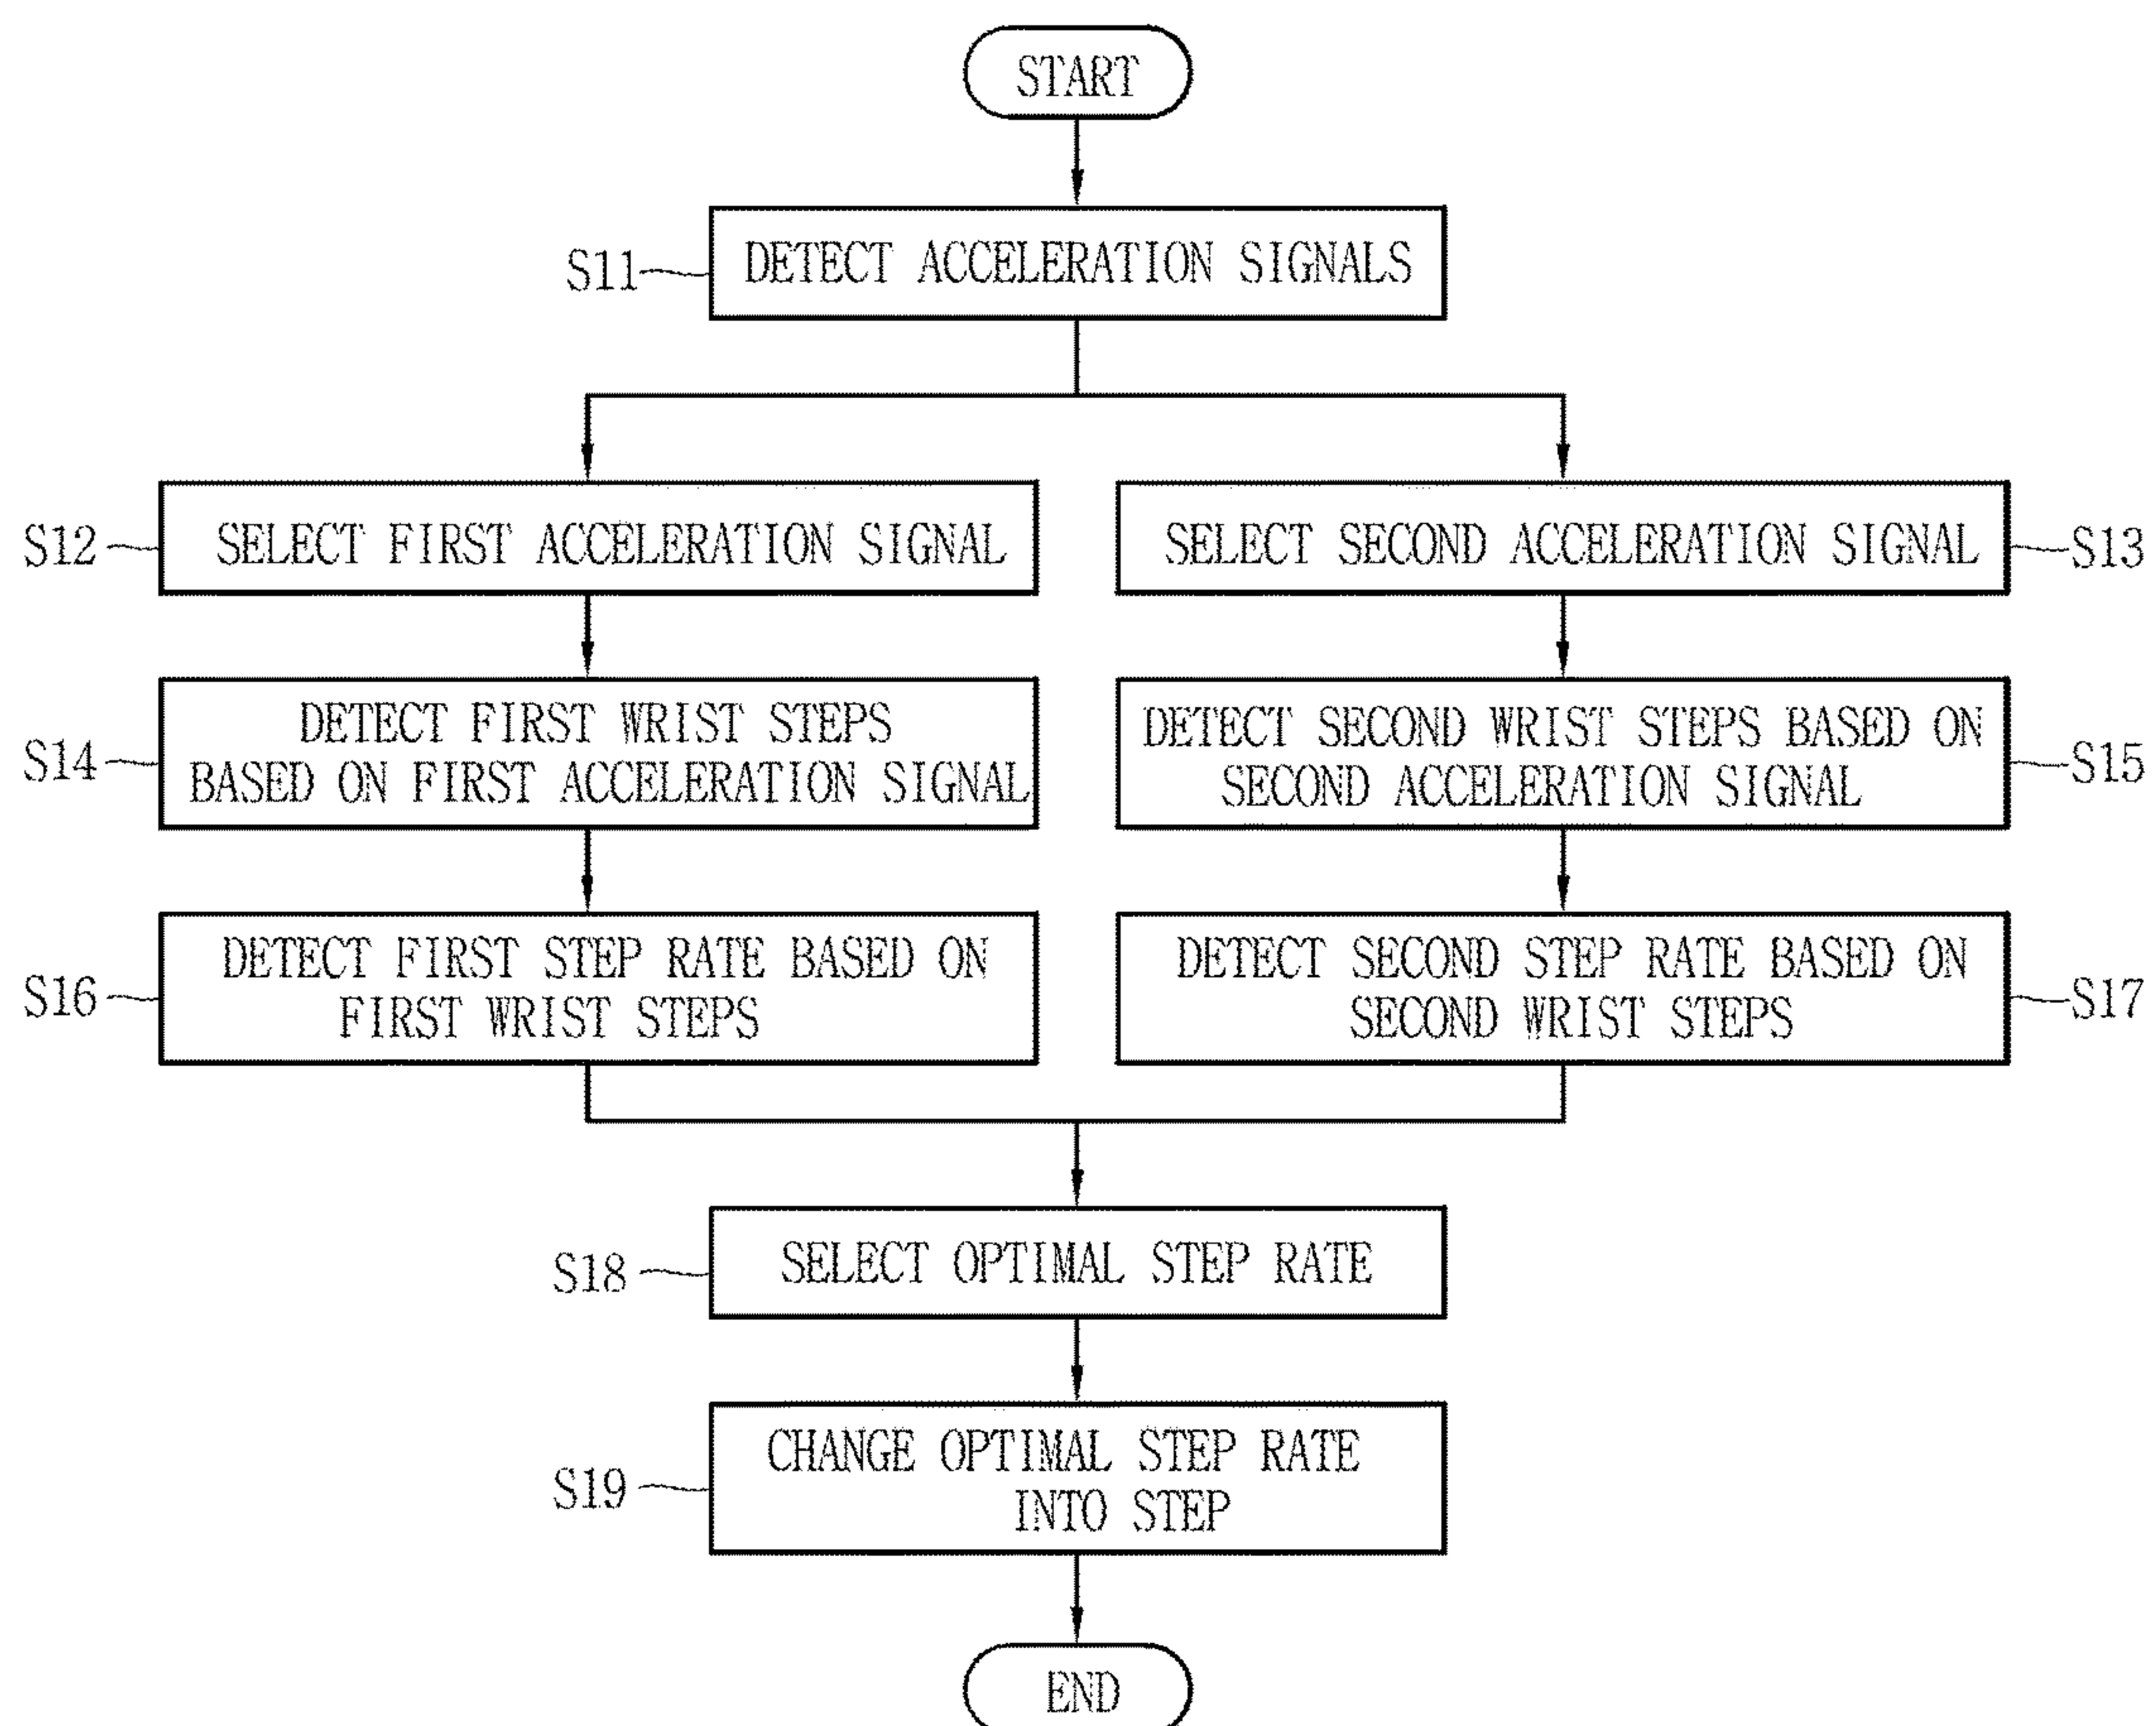 START
S11
DETECT ACCELERATION SIGNALS
S12
SELECT FIRST ACCELERATION SIGNAL
SELECT SECOND ACCELERATION SIGNAL
S13
S14
DETECT FIRST WRIST STEPS
BASED ON FIRST ACCELERATION SIGNAL
DETECT SECOND WRIST STEPS BASED ON
SECOND ACCELERATION SIGNAL
S15
S16
DETECT FIRST STEP RATE BASED ON
FIRST WRIST STEPS
DETECT SECOND STEP RATE BASED ON
SECOND WRIST STEPS
S17
S18
SELECT OPTIMAL STEP RATE
S19
CHANGE OPTIMAL STEP RATE
INTO STEP
END